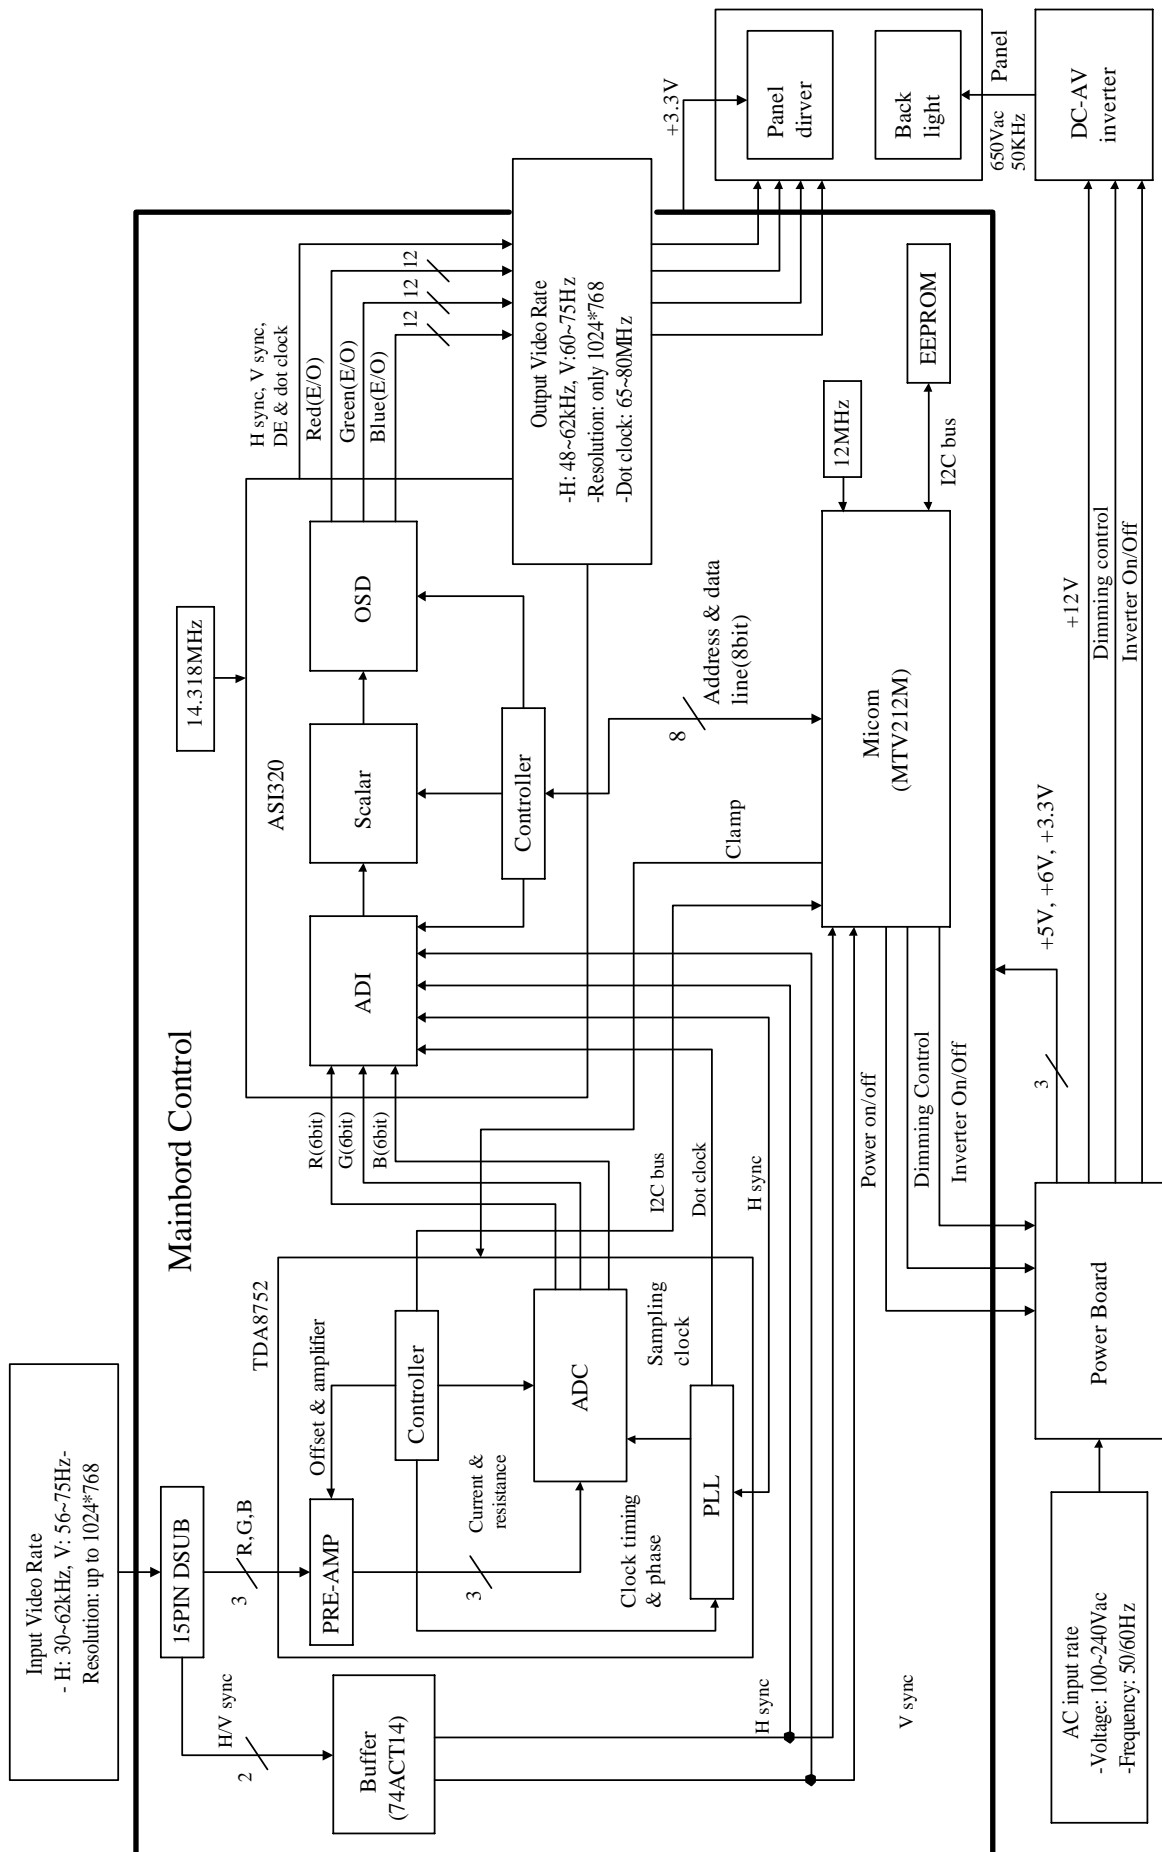 Mainbord Control
Input Video Rate
- H: 30~62kHz, V: 56~75Hz-
Resolution: up to 1024*768
15PIN DSUB
H/V sync
2
3
R,G,B
Buffer
(74ACT14)
TDA8752
PRE-AMP
Offset & amplifier
Controller
3
Current &
resistance
ADC
Sampling
clock
Clock timing
& phase
PLL
H sync
V sync
R(6bit)
G(6bit)
B(6bit)
I2C bus
Dot clock
H sync
ASI320
14.318MHz
ADI
Scalar
OSD
Controller
H sync, V sync,
DE & dot clock
Red(E/O)
Green(E/O)
Blue(E/O)
12
12
12
Output Video Rate
-H: 48~62kHz, V:60~75Hz
-Resolution: only 1024*768
-Dot clock: 65~80MHz
8
Address & data
line(8bit)
Clamp
Micom
(MTV212M)
12MHz
EEPROM
I2C bus
Power on/off
Dimming Control
Inverter On/Off
+3.3V
Panel
dirver
Back
light
Panel
650Vac
50KHz
DC-AV
inverter
+5V, +6V, +3.3V
3
+12V
Dimming control
Inverter On/Off
Power Board
AC input rate
-Voltage: 100~240Vac
-Frequency: 50/60Hz